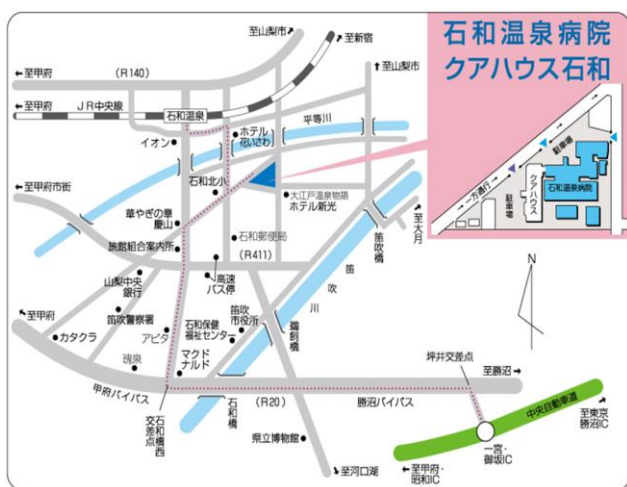 石和温泉病院
クアハウス石和
至山梨市
至新宿
至山梨市
←至甲府
(R140)
←至甲府
JR中央線
石和温泉
イオン
ホテル
花いさわ
平等川
←至甲府市街
石和北小
大江戸温泉物語
ホテル新光
華やぎの章
慶山
旅館組合案内所
石和郵便局
(R411)
高速
バス停
山梨中央
銀行
笛吹警察署
至甲府
カタクラ
アピタ
瑰泉
石和保健
福祉センター
笛吹
市役所
マクド
ナルド
鵜飼橋
笛吹川
笛吹橋
至大月
甲府バイパス
石和橋西
交差点
石和橋
(R20)
勝沼バイパス
坪井交差点
至勝沼→
県立博物館
至河口湖
一宮・
御坂IC
中央自動車道
至東京
勝沼IC
←至甲府・
昭和IC
N
一方通行
駐車場
クアハウス
石和温泉病院
駐車場